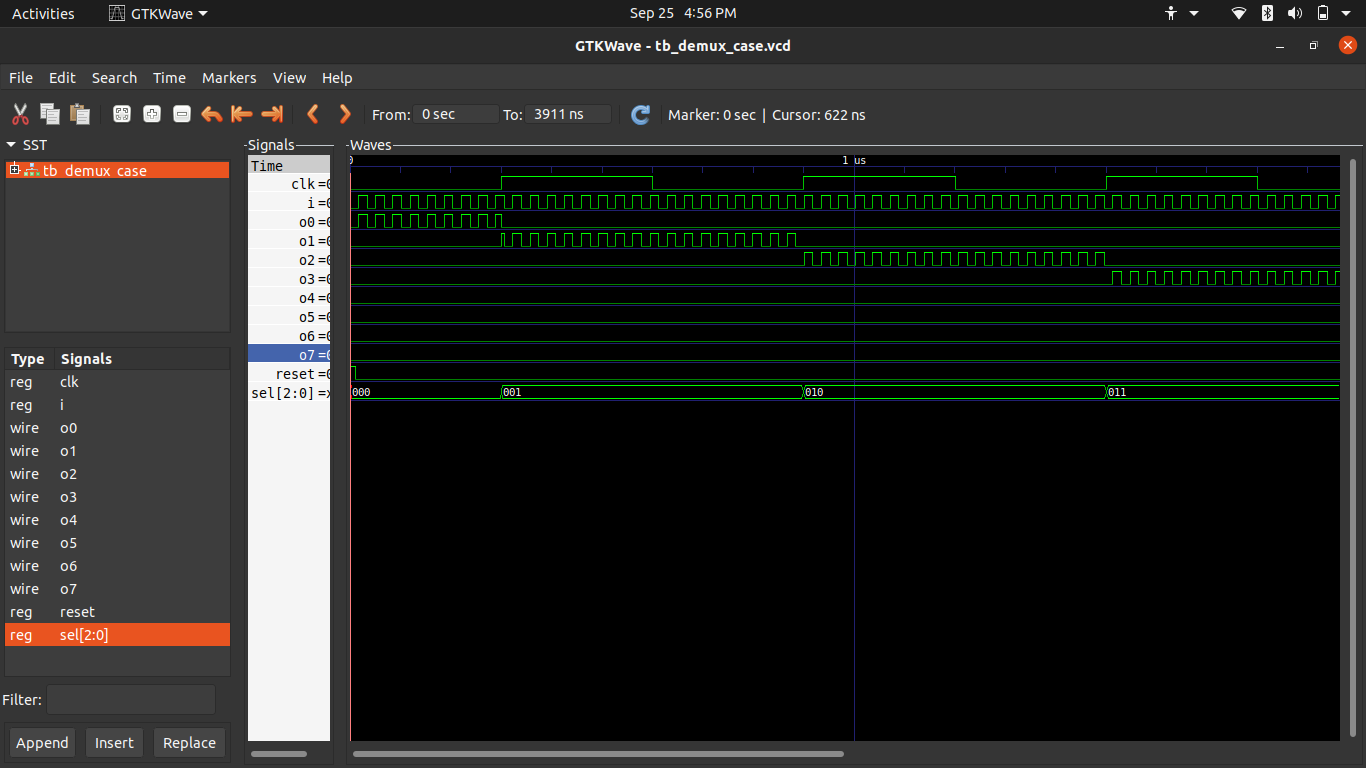 Activities GTKWave Sep 25 4:56 PM
GTKWave - tb_demux_case.vcd
File Edit Search Time Markers View Help
From: 0 sec To: 3911 ns Marker: 0 sec | Cursor: 622 ns
SST
tb_demux_case
Type Signals
reg clk
reg i
wire o0
wire o1
wire o2
wire o3
wire o4
wire o5
wire o6
wire o7
reg reset
reg sel[2:0]
Filter:
Append Insert Replace
Signals
Time
clk =0
i =0
o0 =0
o1 =0
o2 =0
o3 =0
o4 =0
o5 =0
o6 =0
o7 =0
reset =0
sel[2:0] =x
Waves
0 1 us
000 001 010 011